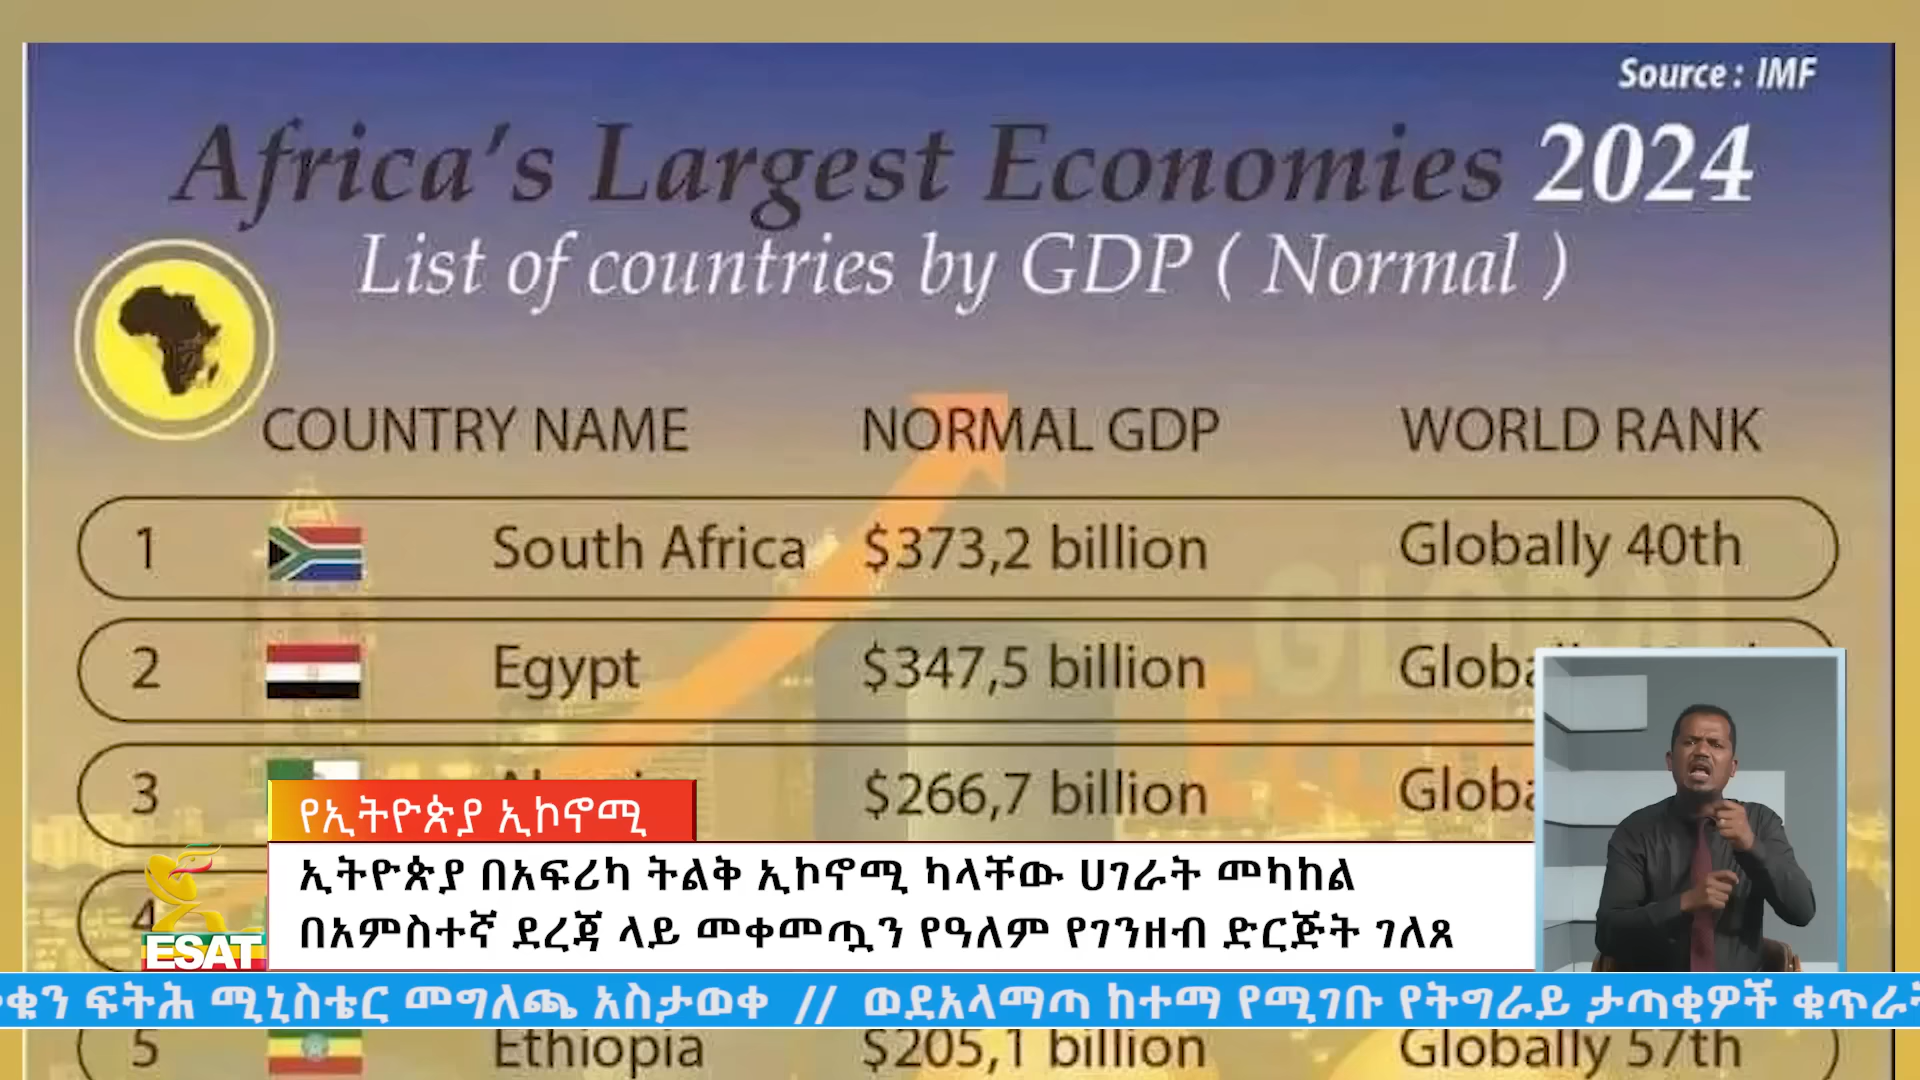 Source: IMF
Africa's Largest Economies 2024
List of countries by GDP ( Normal )
COUNTRY NAME NORMAL GDP WORLD RANK
1 South Africa $373,2 billion Globally 40th
2 Egypt $347,5 billion
3 $266,7 billion
4
የኢትዮጵያ ኢኮኖሚ
ኢትዮጵያ በአፍሪካ ትልቅ ኢኮኖሚ ካላቸው ሀገራት መካከል
በአምስተኛ ደረጃ ላይ መቀመጧን የዓለም የገንዘብ ድርጅት ገለጸ
ESAT
ፍትሕ ሚኒስቴር መግለጫ አስታወቀ // ወደአላማጣ ከተማ የሚገቡ የትግራይ ታጣቂዎች
5 Ethiopia $205,1 billion Globally 57th